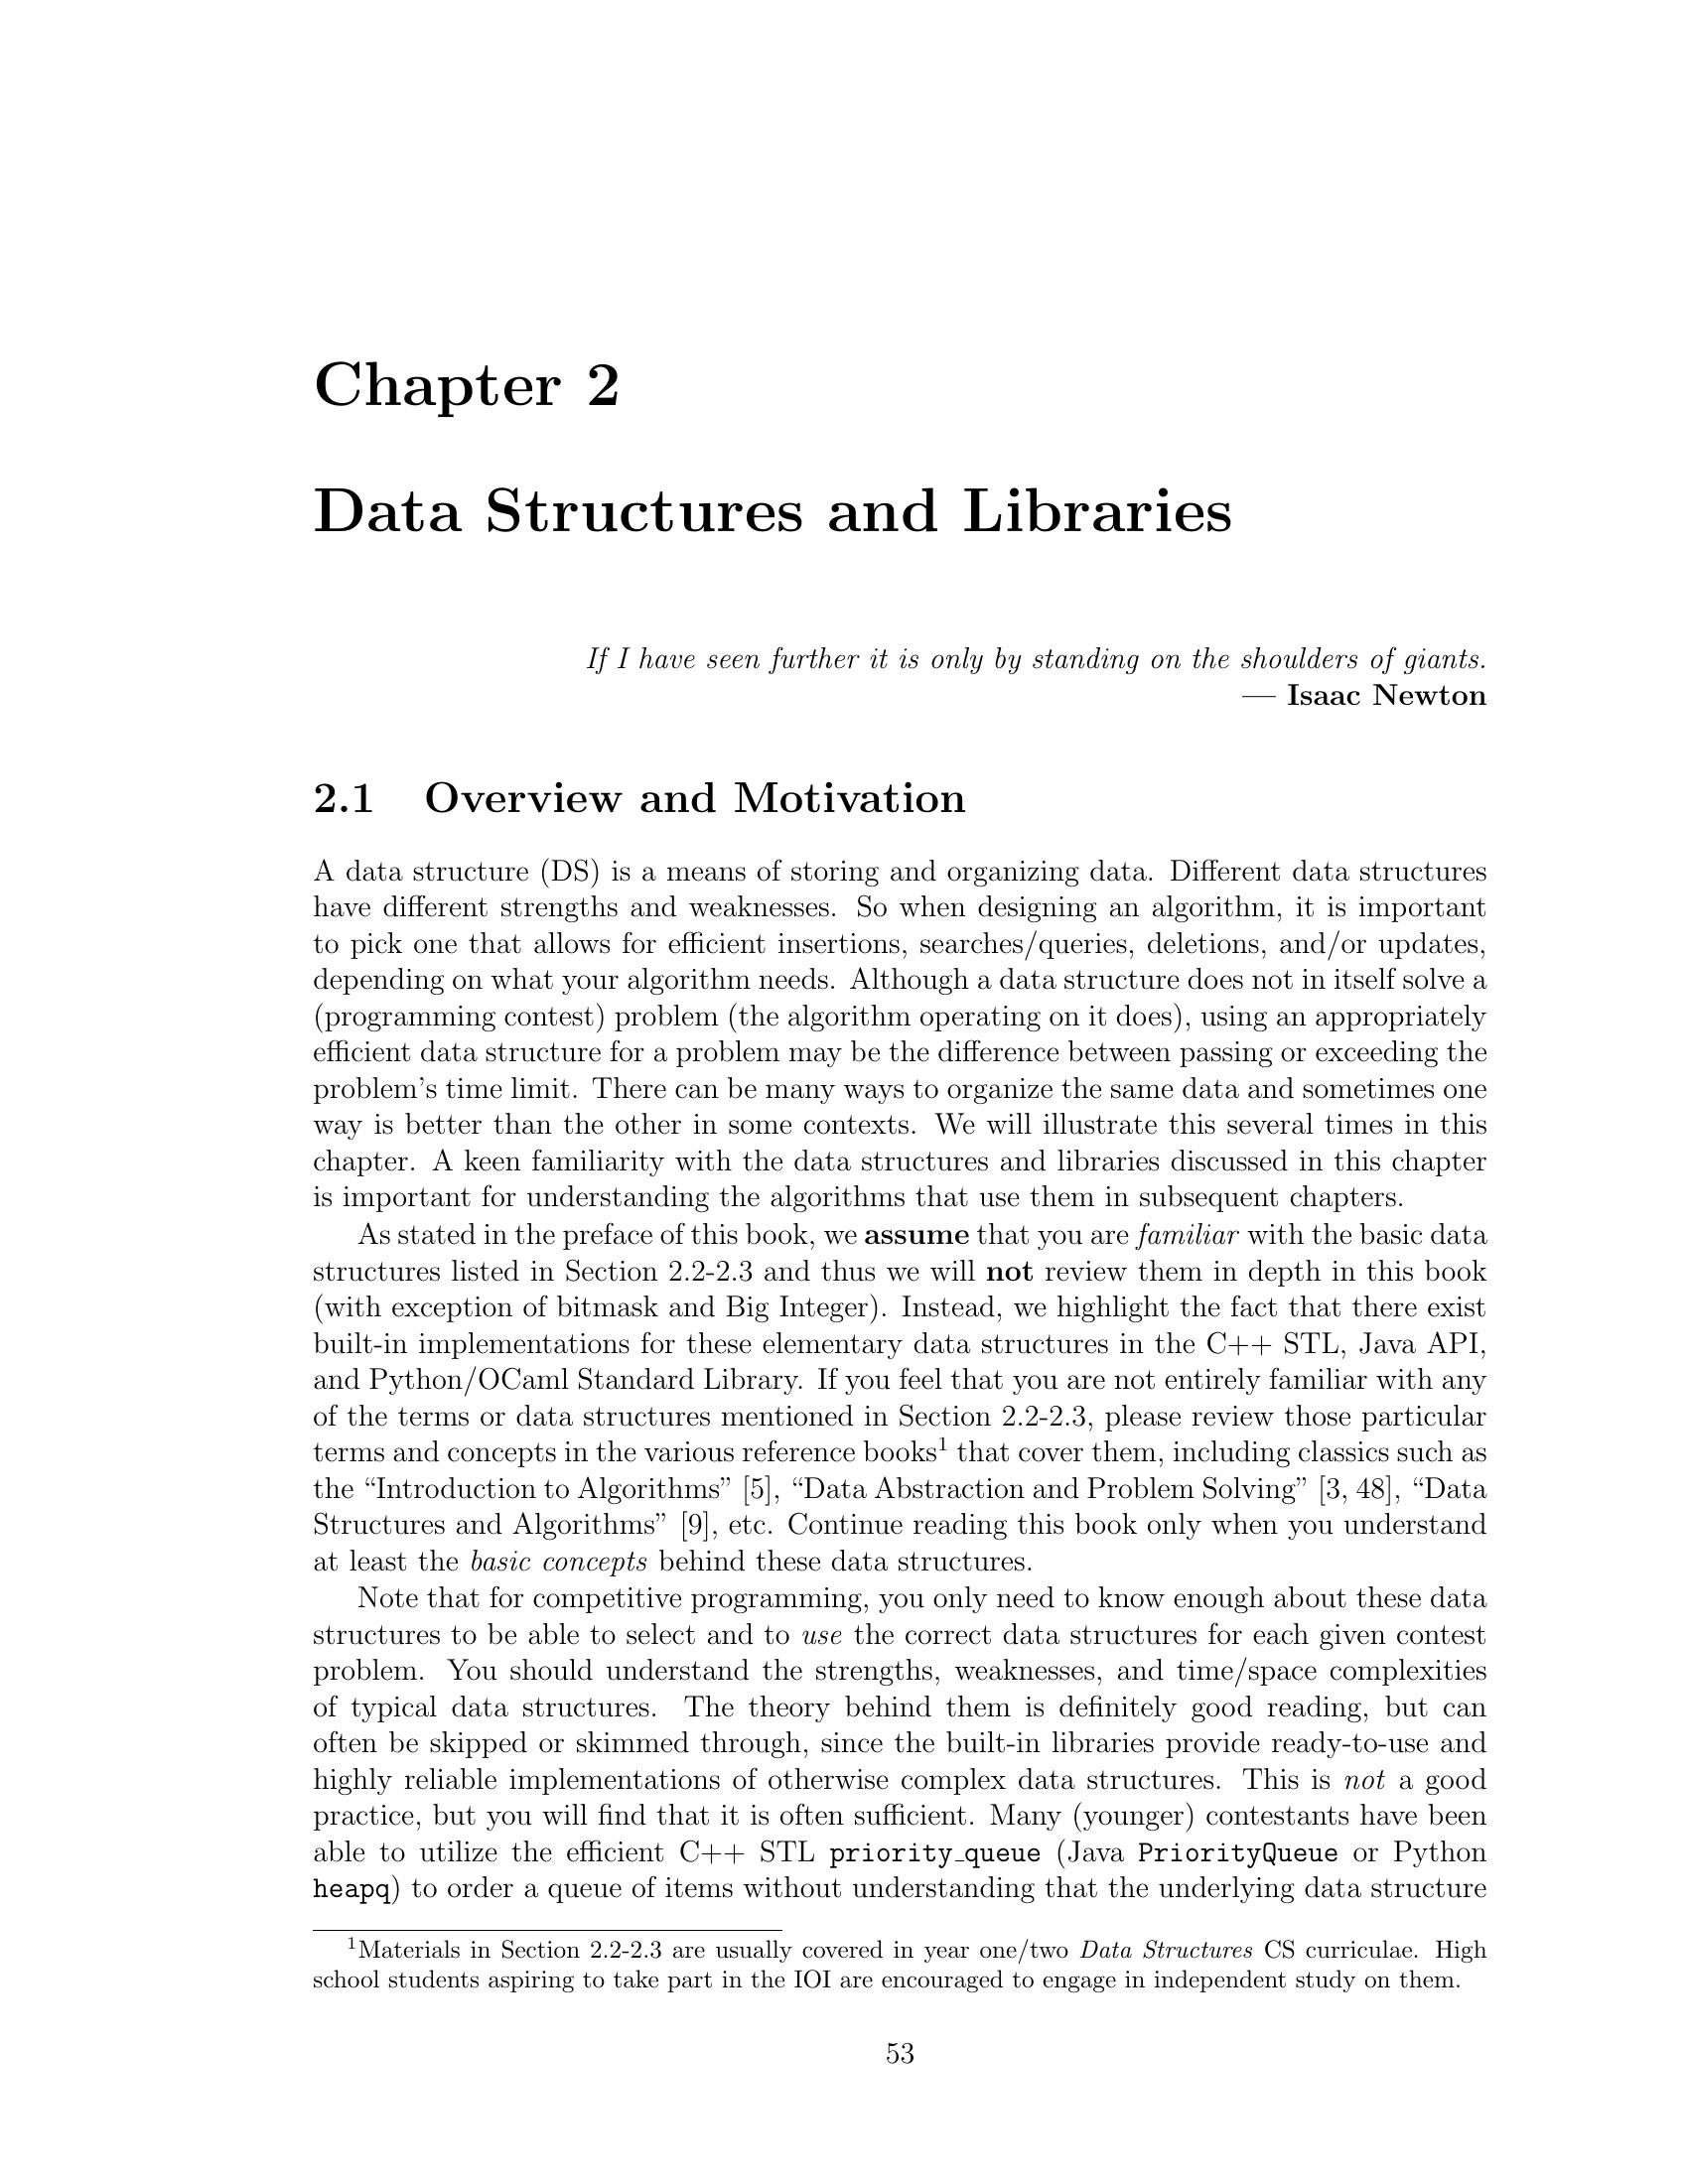 Chapter 2
Data Structures and Libraries
If I have seen further it is only by standing on the shoulders of giants.
— Isaac Newton
2.1 Overview and Motivation
A data structure (DS) is a means of storing and organizing data. Different data structures
have different strengths and weaknesses. So when designing an algorithm, it is important
to pick one that allows for efficient insertions, searches/queries, deletions, and/or updates,
depending on what your algorithm needs. Although a data structure does not in itself solve a
(programming contest) problem (the algorithm operating on it does), using an appropriately
efficient data structure for a problem may be the difference between passing or exceeding the
problem's time limit. There can be many ways to organize the same data and sometimes one
way is better than the other in some contexts. We will illustrate this several times in this
chapter. A keen familiarity with the data structures and libraries discussed in this chapter
is important for understanding the algorithms that use them in subsequent chapters.
As stated in the preface of this book, we assume that you are familiar with the basic data
structures listed in Section 2.2-2.3 and thus we will not review them in depth in this book
(with exception of bitmask and Big Integer). Instead, we highlight the fact that there exist
built-in implementations for these elementary data structures in the C++ STL, Java API,
and Python/OCaml Standard Library. If you feel that you are not entirely familiar with any
of the terms or data structures mentioned in Section 2.2-2.3, please review those particular
terms and concepts in the various reference books¹ that cover them, including classics such as
the “Introduction to Algorithms” [5], “Data Abstraction and Problem Solving” [3, 48], “Data
Structures and Algorithms” [9], etc. Continue reading this book only when you understand
at least the basic concepts behind these data structures.
Note that for competitive programming, you only need to know enough about these data
structures to be able to select and to use the correct data structures for each given contest
problem. You should understand the strengths, weaknesses, and time/space complexities
of typical data structures. The theory behind them is definitely good reading, but can
often be skipped or skimmed through, since the built-in libraries provide ready-to-use and
highly reliable implementations of otherwise complex data structures. This is not a good
practice, but you will find that it is often sufficient. Many (younger) contestants have been
able to utilize the efficient C++ STL priority_queue (Java PriorityQueue or Python
heapq) to order a queue of items without understanding that the underlying data structure
¹Materials in Section 2.2-2.3 are usually covered in year one/two Data Structures CS curriculae. High
school students aspiring to take part in the IOI are encouraged to engage in independent study on them.
53